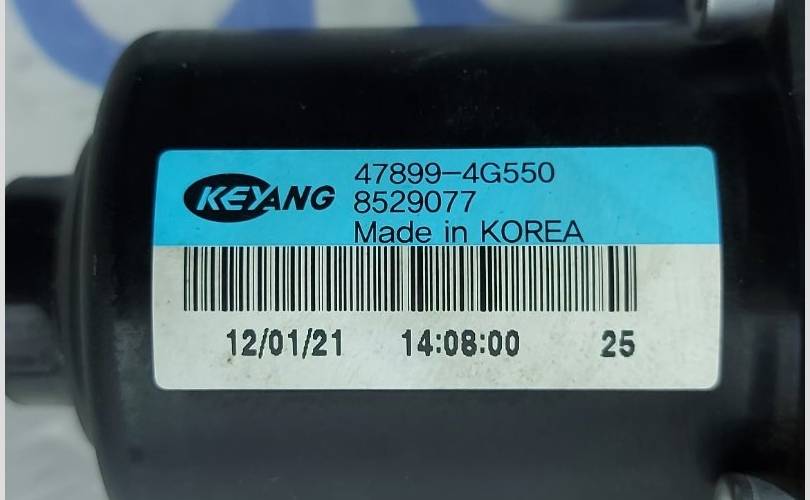 KEYANG
47899-4G550
8529077
Made in KOREA
12/01/21 14:08:00 25